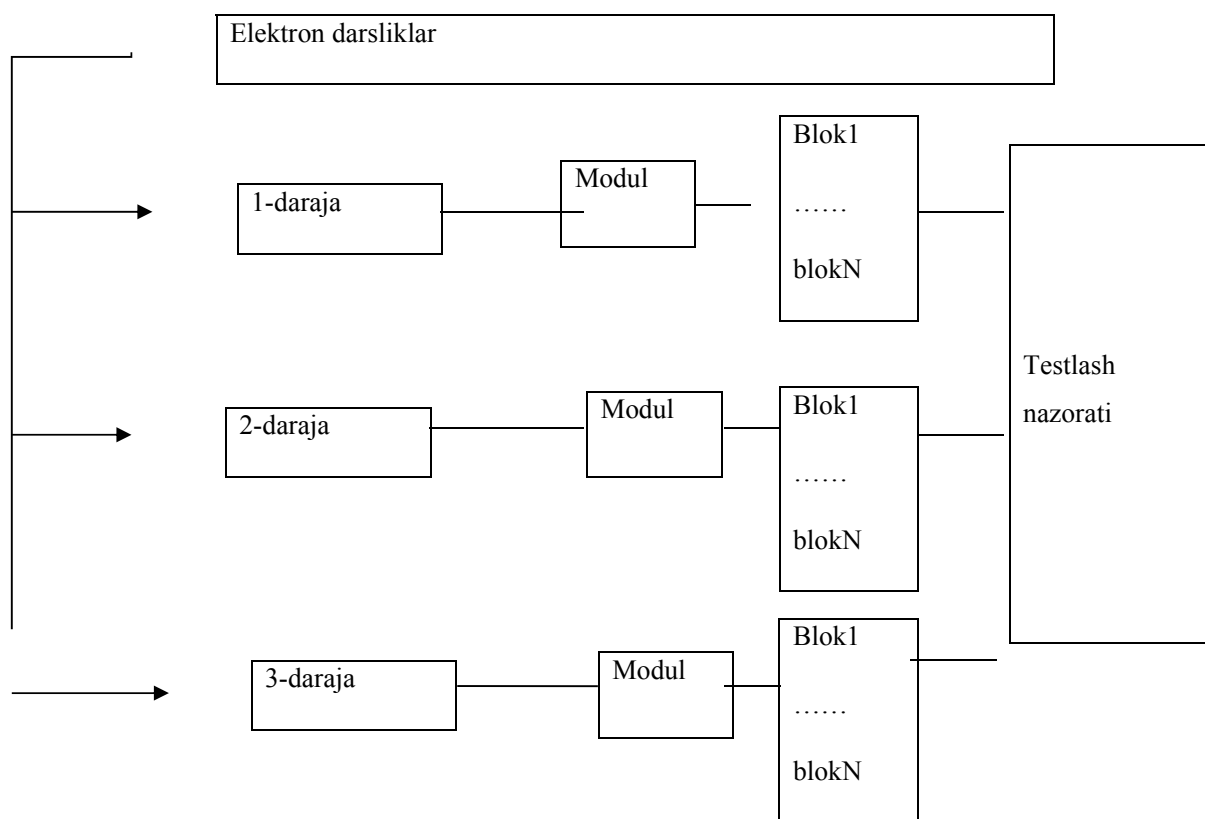 Elektron darsliklar
1-daraja
Modul
Blok1
……
blokN
2-daraja
Modul
Blok1
……
blokN
3-daraja
Modul
Blok1
……
blokN
Testlash
nazorati